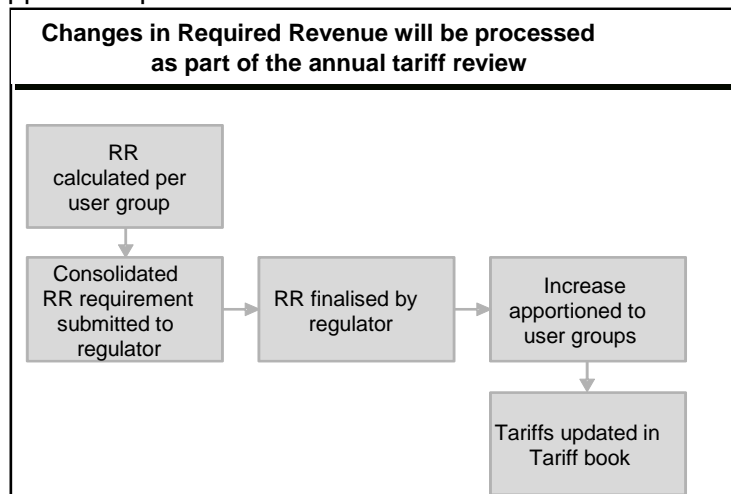 Changes in Required Revenue will be processed
as part of the annual tariff review
RR
calculated per
user group
Consolidated
RR requirement
submitted to
regulator
RR finalised by
regulator
Increase
apportioned to
user groups
Tariffs updated in
Tariff book